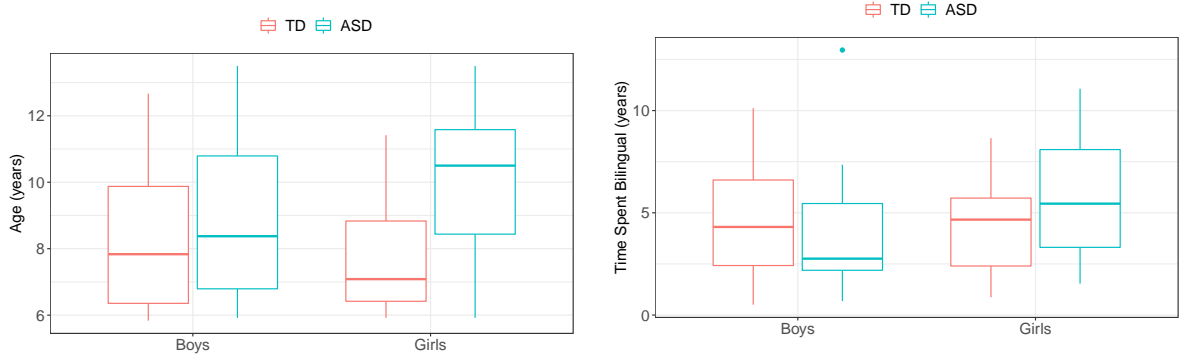 TD ASD
Age (years)
12
10
8
6
Boys Girls
TD ASD
Time Spent Bilingual (years)
10
5
0
Boys Girls